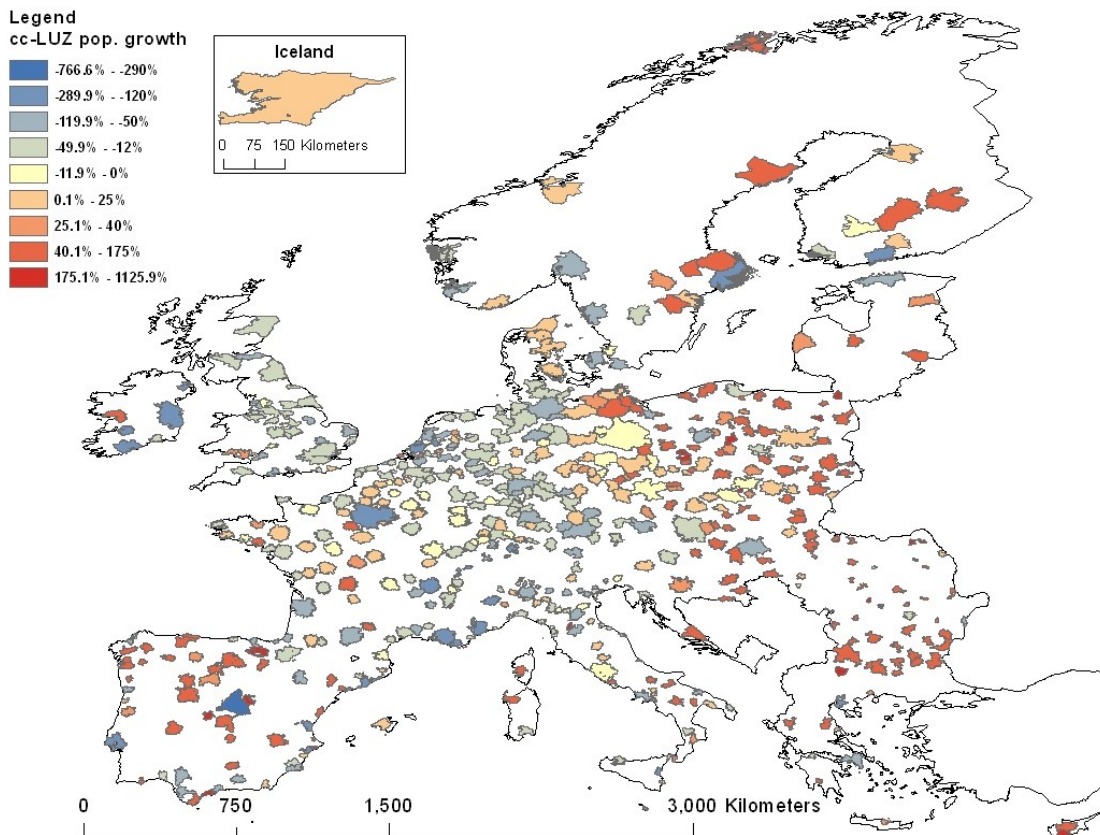 Legend
cc-LUZ pop. growth
-766.6% - -290%
-289.9% - -120%
-119.9% - -50%
-49.9% - -12%
-11.9% - 0%
0.1% - 25%
25.1% - 40%
40.1% - 175%
175.1% - 1125.9%
Iceland
0 75 150 Kilometers
0 750 1,500 3,000 Kilometers